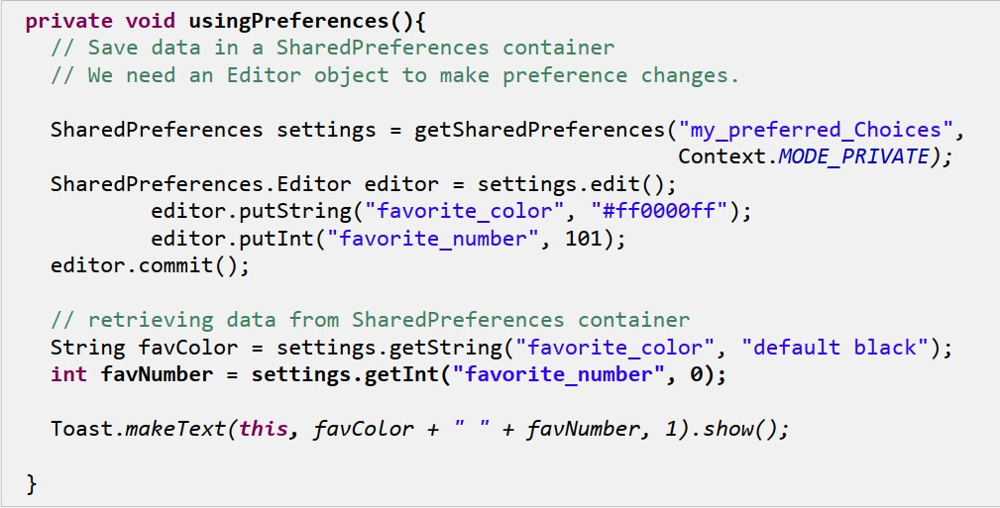 private void usingPreferences(){
// Save data in a SharedPreferences container
// We need an Editor object to make preference changes.
SharedPreferences settings = getSharedPreferences("my_preferred_Choices",
Context.MODE_PRIVATE);
SharedPreferences.Editor editor = settings.edit();
editor.putString("favorite_color", "#ff0000ff");
editor.putInt("favorite_number", 101);
editor.commit();
// retrieving data from SharedPreferences container
String favColor = settings.getString("favorite_color", "default black");
int favNumber = settings.getInt("favorite_number", 0);
Toast.makeText(this, favColor + " " + favNumber, 1).show();
}